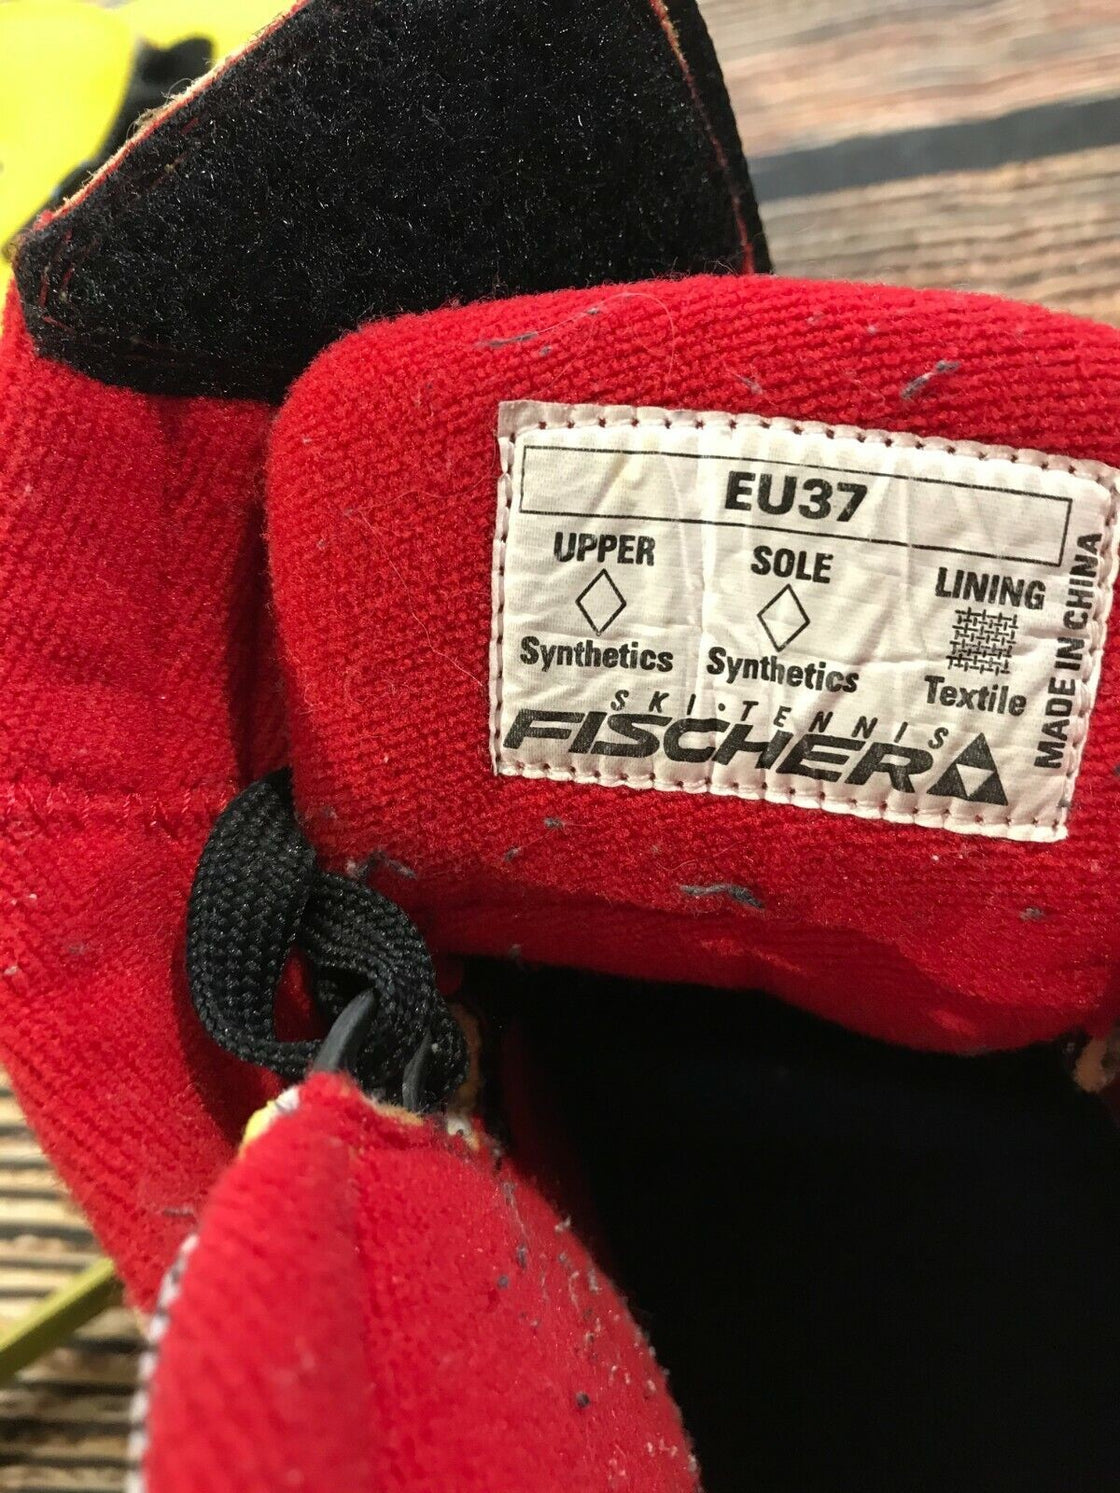 EU37
UPPER SOLE LINING
Synthetics Synthetics Textile
SKI·TENNIS
FISCHER
MADE IN CHINA